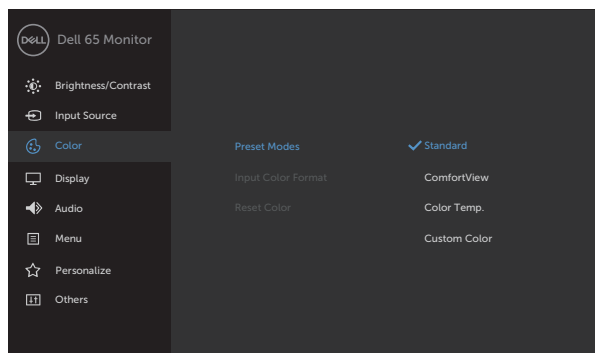 DELL Dell 65 Monitor
Brightness/Contrast
Input Source
Color Preset Modes Standard
Display Input Color Format ComfortView
Audio Reset Color Color Temp.
Menu Custom Color
Personalize
Others